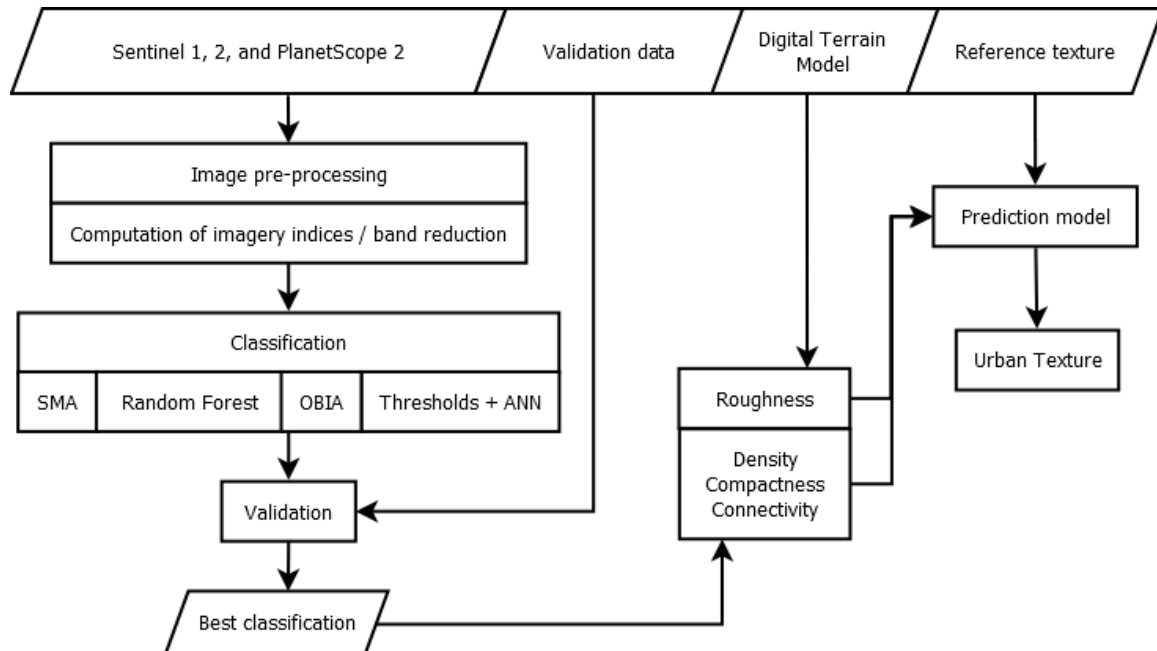 Sentinel 1, 2, and PlanetScope 2
Validation data
Digital Terrain
Model
Reference texture
Image pre-processing
Computation of imagery indices / band reduction
Classification
SMA
Random Forest
OBIA
Thresholds + ANN
Validation
Best classification
Roughness
Density
Compactness
Connectivity
Prediction model
Urban Texture